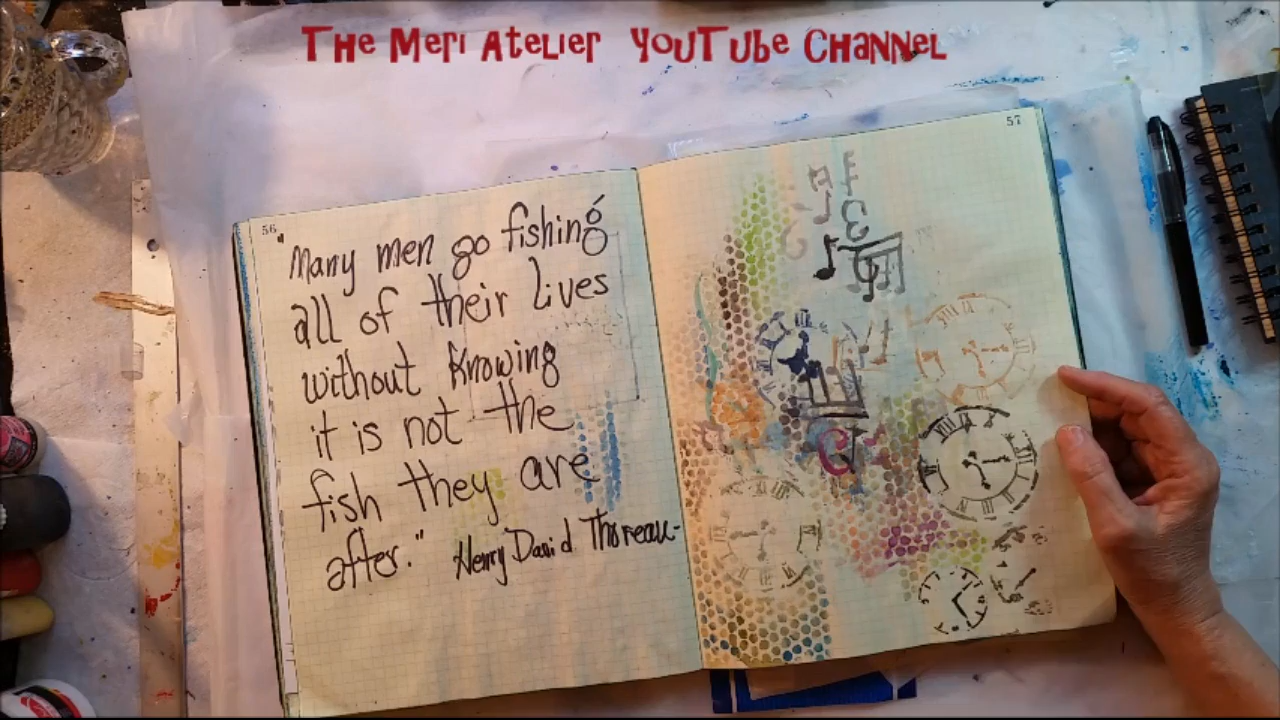 The Meri Atelier YouTube Channel
57
56
"Many men go fishing
all of their lives
without knowing
it is not the
fish they are
after." Henry David Thoreau-